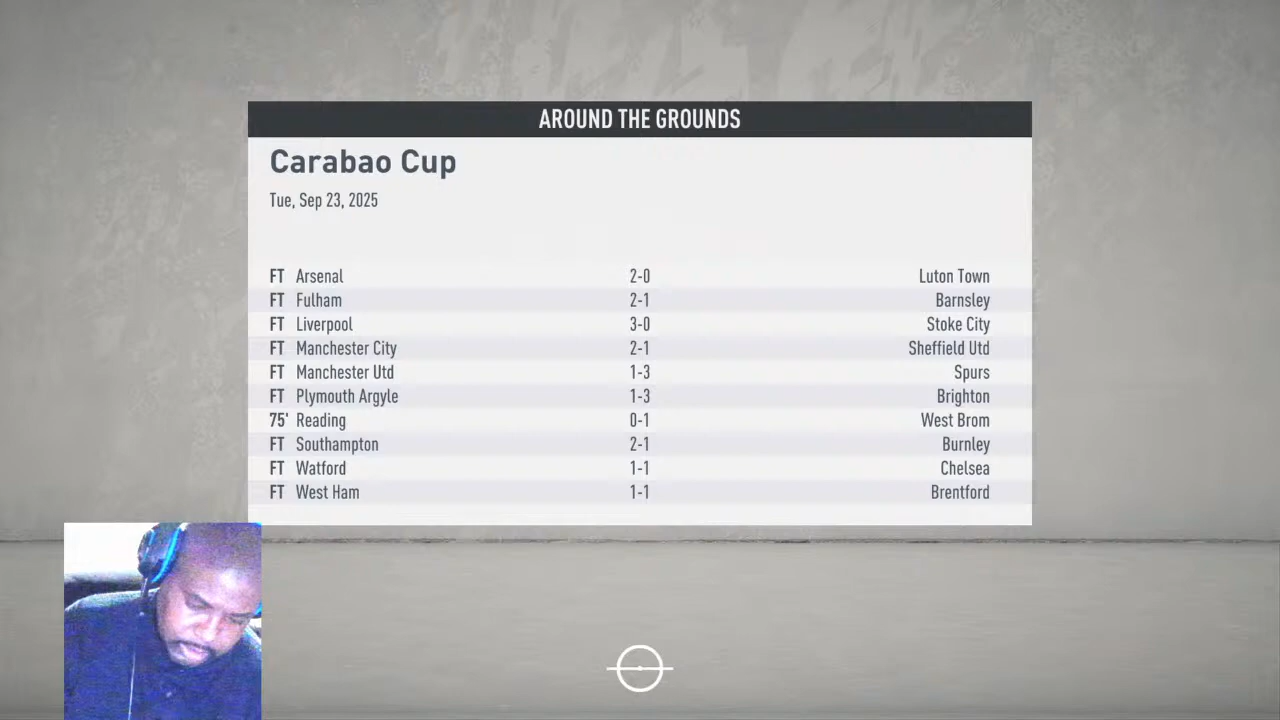 AROUND THE GROUNDS
Carabao Cup
Tue, Sep 23, 2025
FT Arsenal 2-0 Luton Town
FT Fulham 2-1 Barnsley
FT Liverpool 3-0 Stoke City
FT Manchester City 2-1 Sheffield Utd
FT Manchester Utd 1-3 Spurs
FT Plymouth Argyle 1-3 Brighton
75' Reading 0-1 West Brom
FT Southampton 2-1 Burnley
FT Watford 1-1 Chelsea
FT West Ham 1-1 Brentford